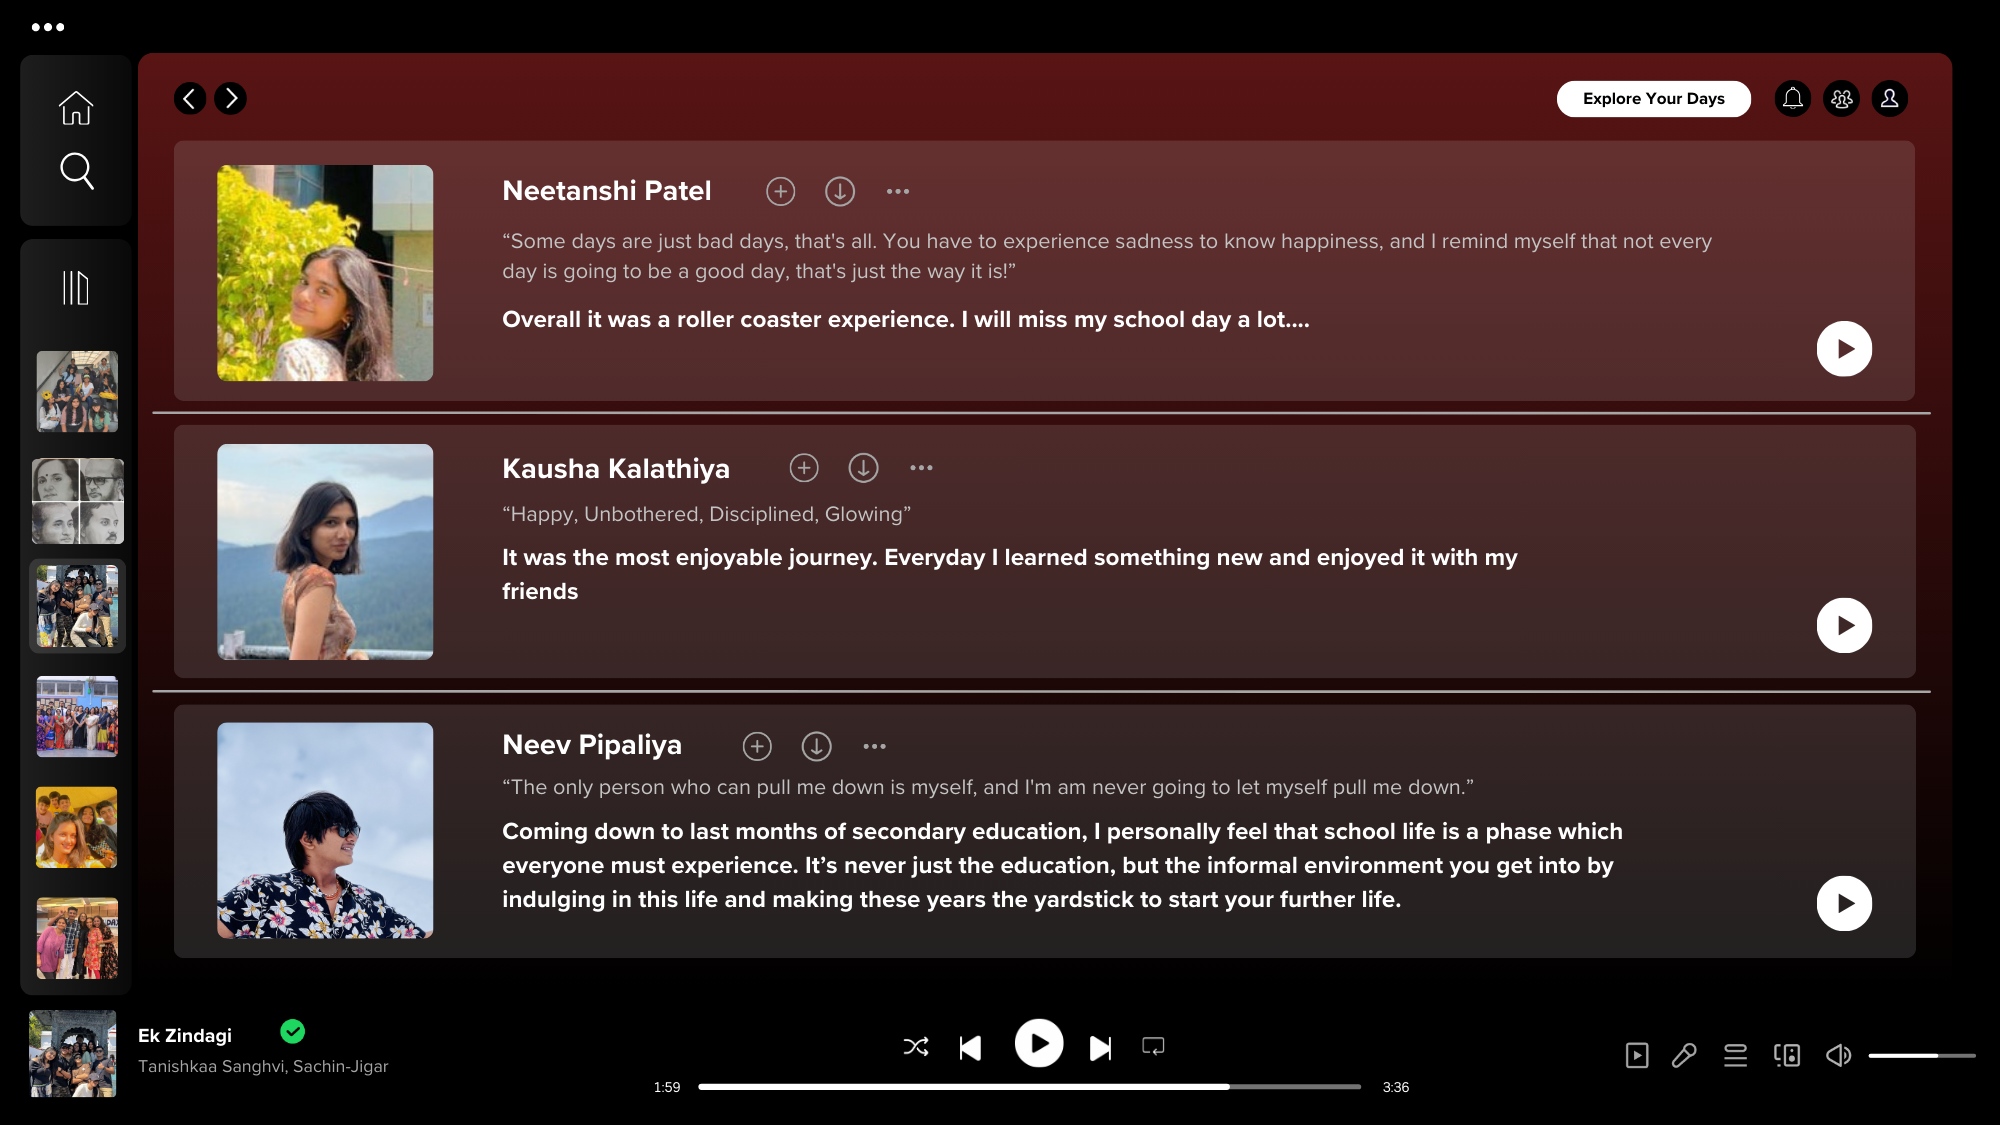 Explore Your Days
Neetanshi Patel
“Some days are just bad days, that's all. You have to experience sadness to know happiness, and I remind myself that not every
day is going to be a good day, that's just the way it is!”
Overall it was a roller coaster experience. I will miss my school day a lot....
Kausha Kalathiya
“Happy, Unbothered, Disciplined, Glowing”
It was the most enjoyable journey. Everyday I learned something new and enjoyed it with my
friends
Neev Pipaliya
“The only person who can pull me down is myself, and I'm am never going to let myself pull me down.”
Coming down to last months of secondary education, I personally feel that school life is a phase which
everyone must experience. It’s never just the education, but the informal environment you get into by
indulging in this life and making these years the yardstick to start your further life.
Ek Zindagi
Tanishkaa Sanghvi, Sachin-Jigar
1:59
3:36